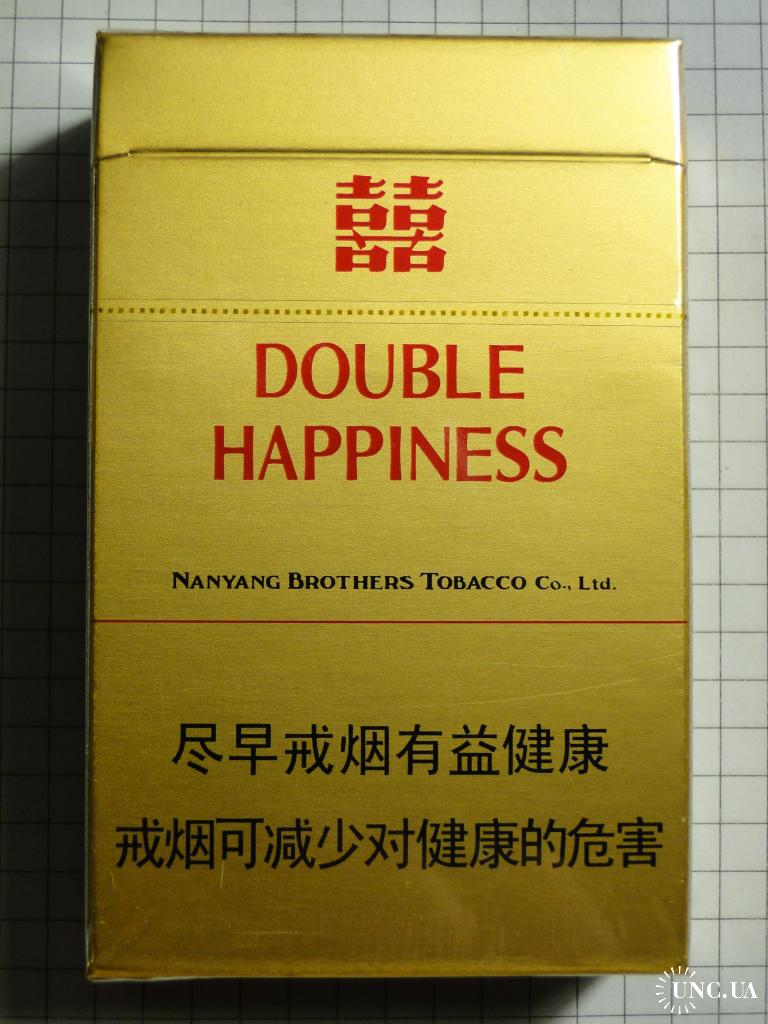 囍
DOUBLE
HAPPINESS
NANYANG BROTHERS TOBACCO Co., Ltd.
尽早戒烟有益健康
戒烟可减少对健康的危害
UNC.UA